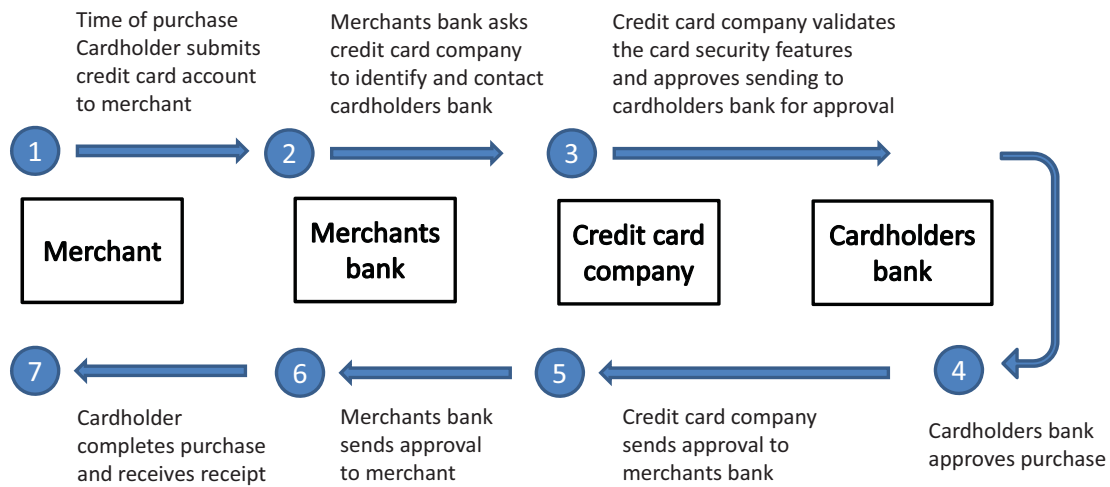 Time of purchase
Cardholder submits
credit card account
to merchant
Merchants bank asks
credit card company
to identify and contact
cardholders bank
Credit card company validates
the card security features
and approves sending to
cardholders bank for approval
1
2
3
Merchant
Merchants
bank
Credit card
company
Cardholders
bank
7
6
5
4
Cardholder
completes purchase
and receives receipt
Merchants bank
sends approval
to merchant
Credit card company
sends approval to
merchants bank
Cardholders bank
approves purchase